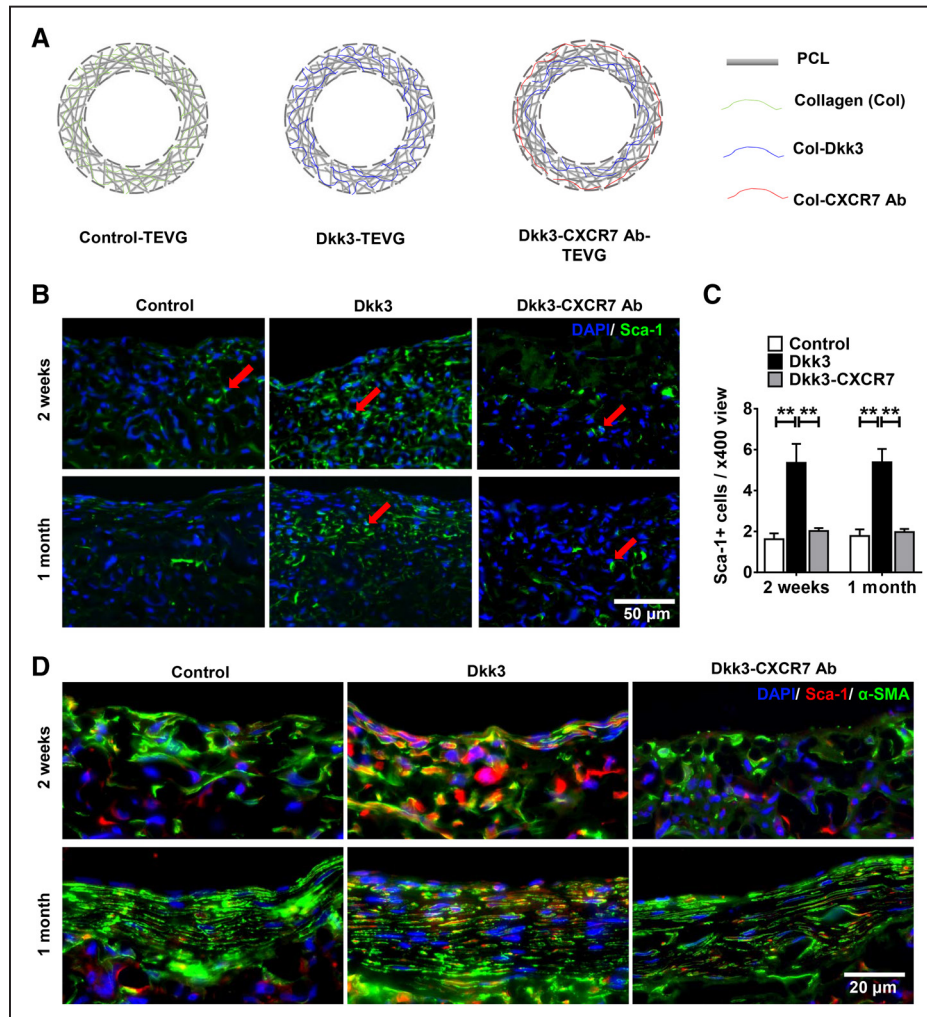 A
PCL
Collagen (Col)
Col-Dkk3
Col-CXCR7 Ab
Control-TEVG
Dkk3-TEVG
Dkk3-CXCR7 Ab-
TEVG
B
Control
Dkk3
Dkk3-CXCR7 Ab
DAPI/ Sca-1
2 weeks
1 month
50 µm
C
Control
Dkk3
Dkk3-CXCR7
** ** ** **
Sca-1+ cells / x400 view
8
6
4
2
0
2 weeks 1 month
D
Control
Dkk3
Dkk3-CXCR7 Ab
DAPI/ Sca-1/ α-SMA
2 weeks
1 month
20 µm